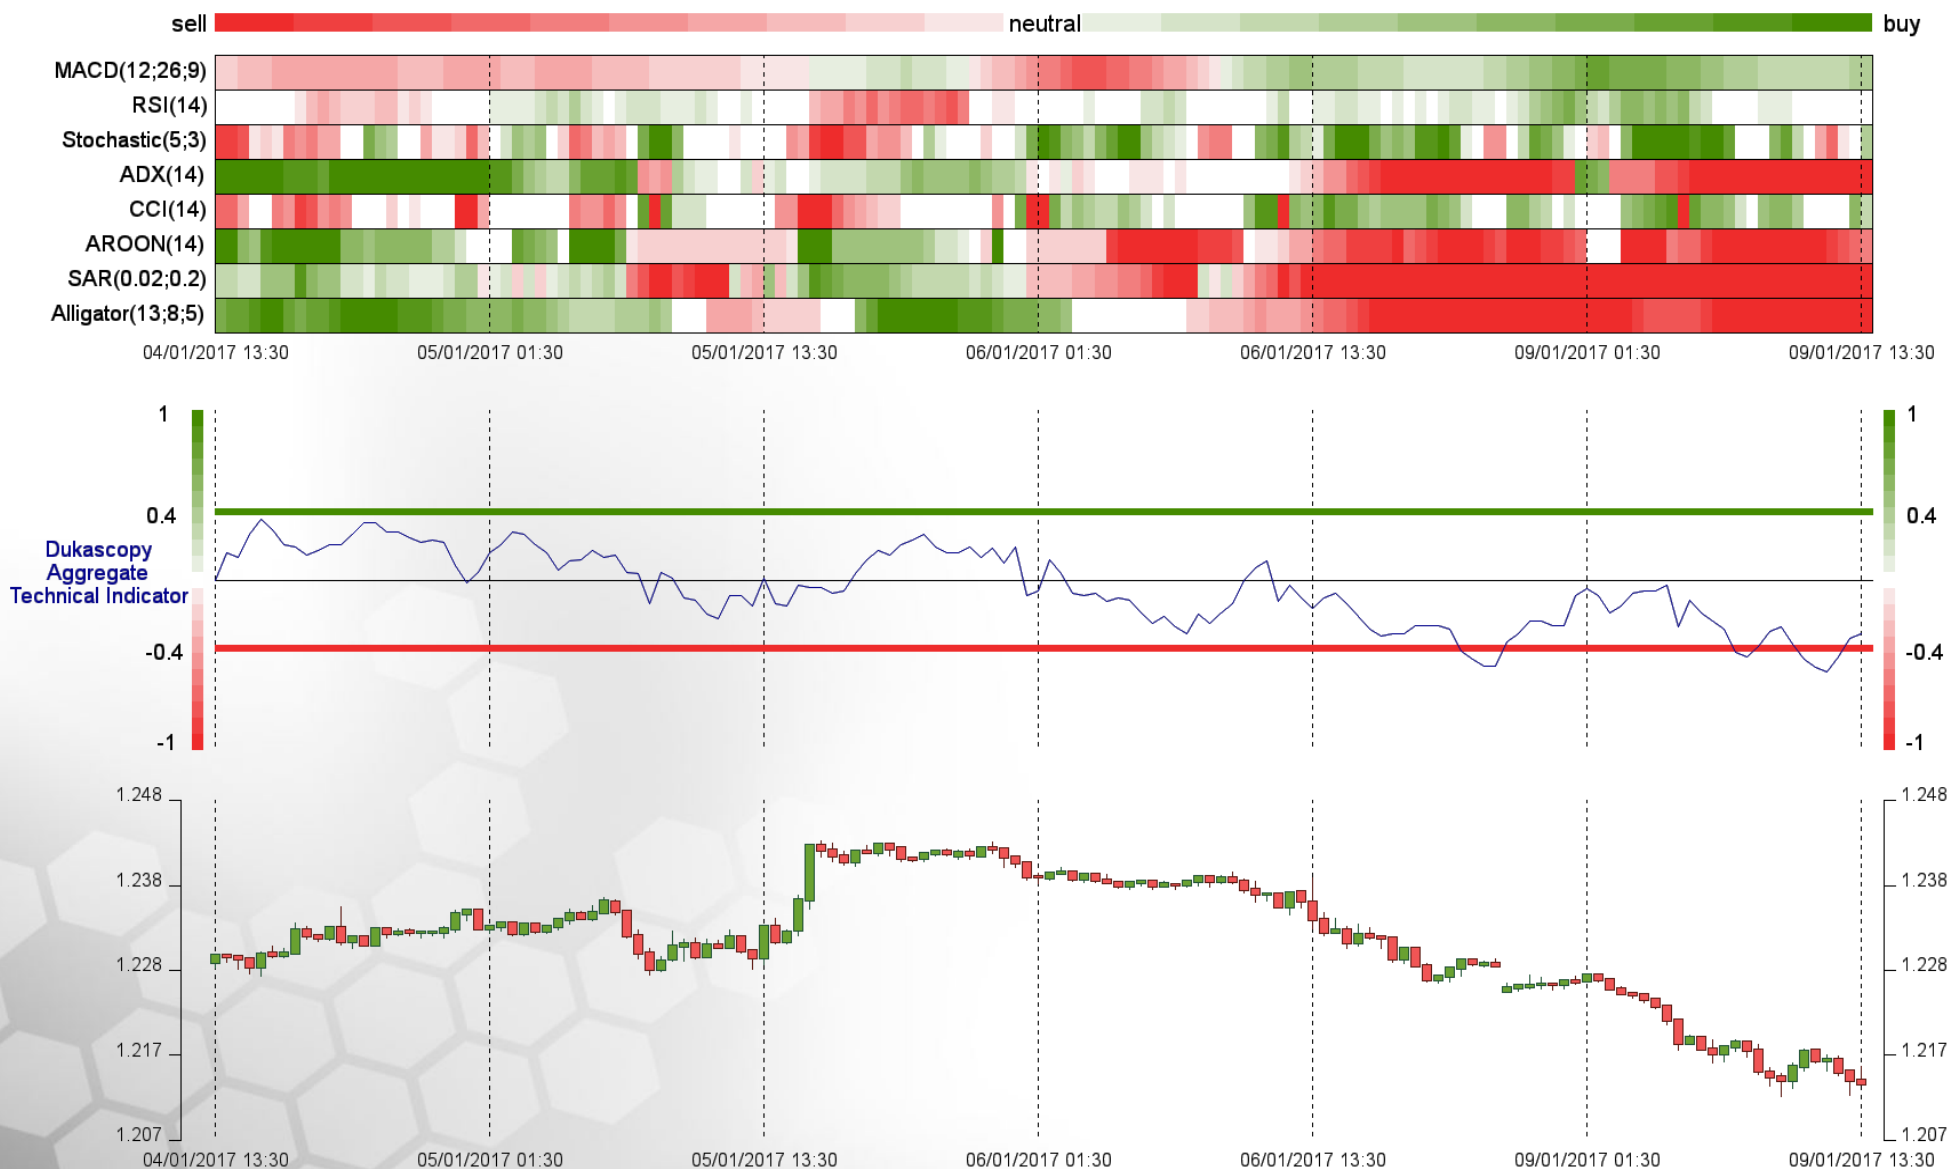 sell neutral buy
MACD(12;26;9)
RSI(14)
Stochastic(5;3)
ADX(14)
CCI(14)
AROON(14)
SAR(0.02;0.2)
Alligator(13;8;5)
04/01/2017 13:30 05/01/2017 01:30 05/01/2017 13:30 06/01/2017 01:30 06/01/2017 13:30 09/01/2017 01:30 09/01/2017 13:30
1 1
0.4 0.4
Dukascopy
Aggregate
Technical Indicator
-0.4 -0.4
-1 -1
1.248 1.248
1.238 1.238
1.228 1.228
1.217 1.217
1.207 1.207
04/01/2017 13:30 05/01/2017 01:30 05/01/2017 13:30 06/01/2017 01:30 06/01/2017 13:30 09/01/2017 01:30 09/01/2017 13:30